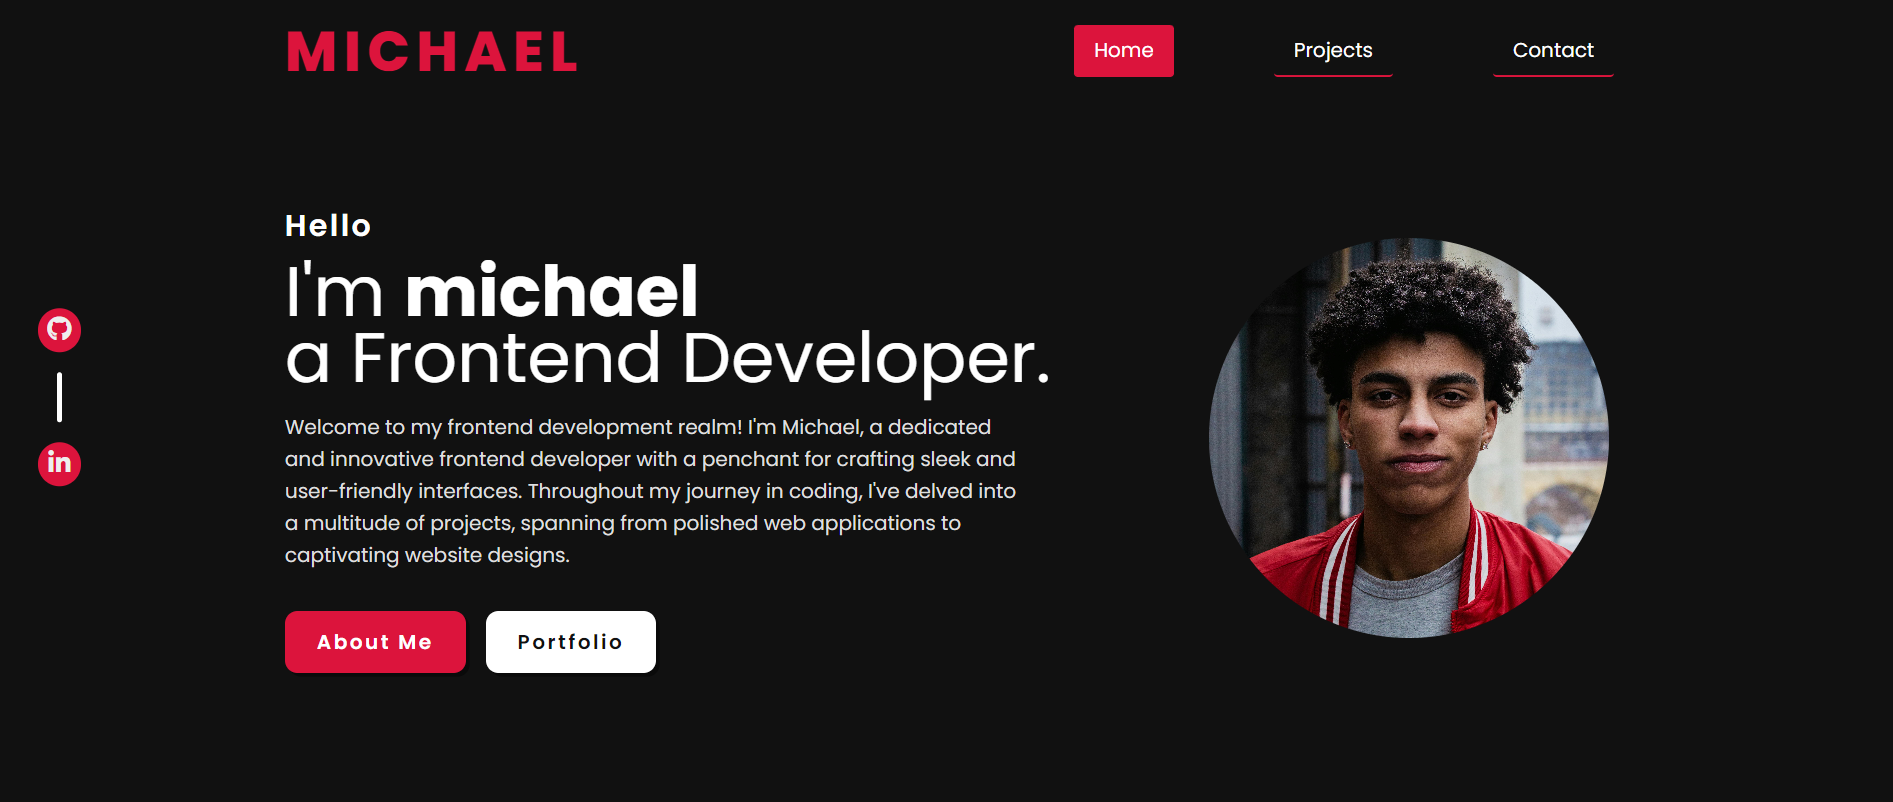 MICHAEL
Home
Projects
Contact
Hello
I'm michael
a Frontend Developer.
Welcome to my frontend development realm! I'm Michael, a dedicated
and innovative frontend developer with a penchant for crafting sleek and
user-friendly interfaces. Throughout my journey in coding, I've delved into
a multitude of projects, spanning from polished web applications to
captivating website designs.
About Me
Portfolio
in